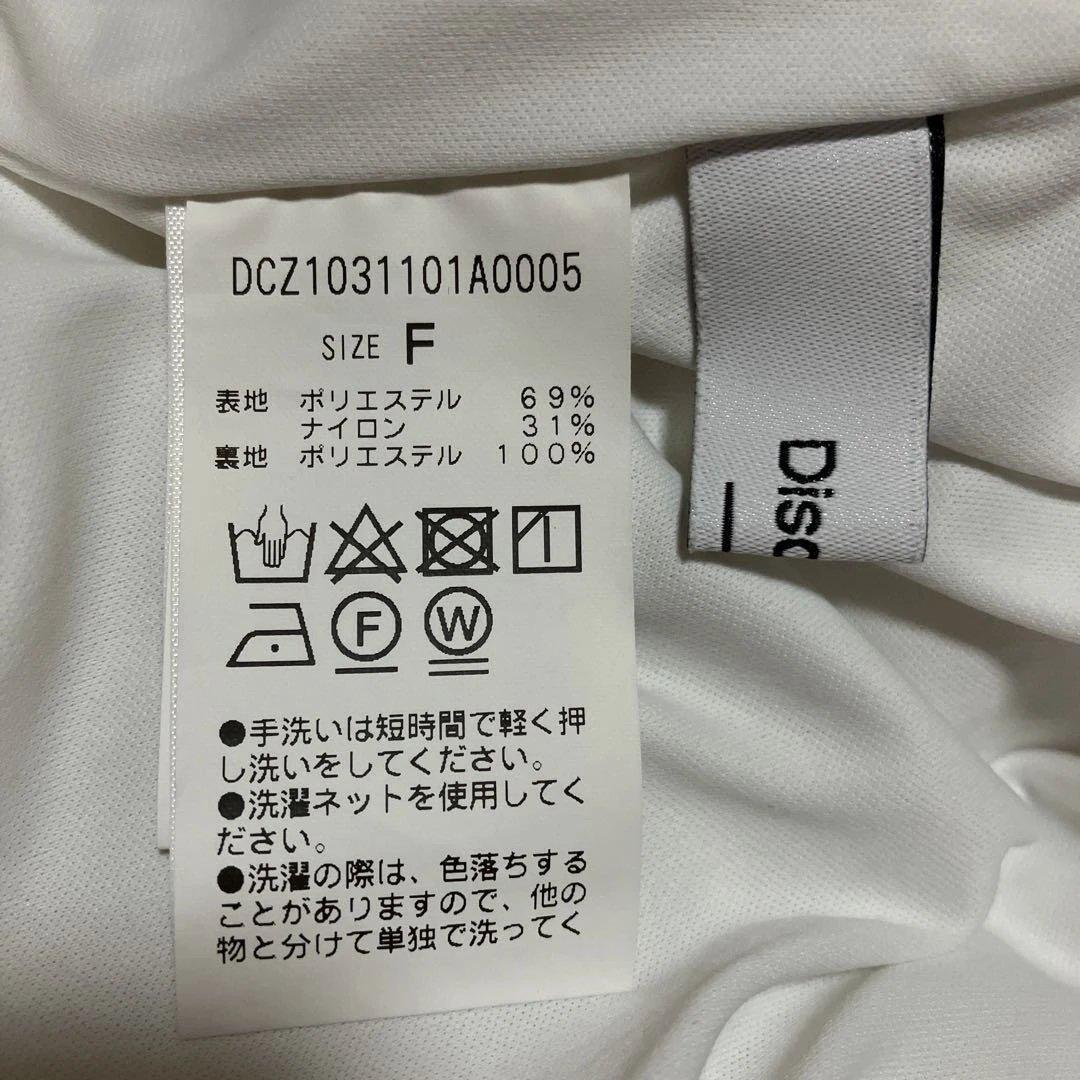 DCZ1031101A0005
SIZE F
表地 ポリエステル 69%
ナイロン 31%
裏地 ポリエステル 100%
F W
●手洗いは短時間で軽く押
し洗いをしてください。
●洗濯ネットを使用してく
ださい。
●洗濯の際は、色落ちする
ことがありますので、他の
物と分けて単独で洗ってく